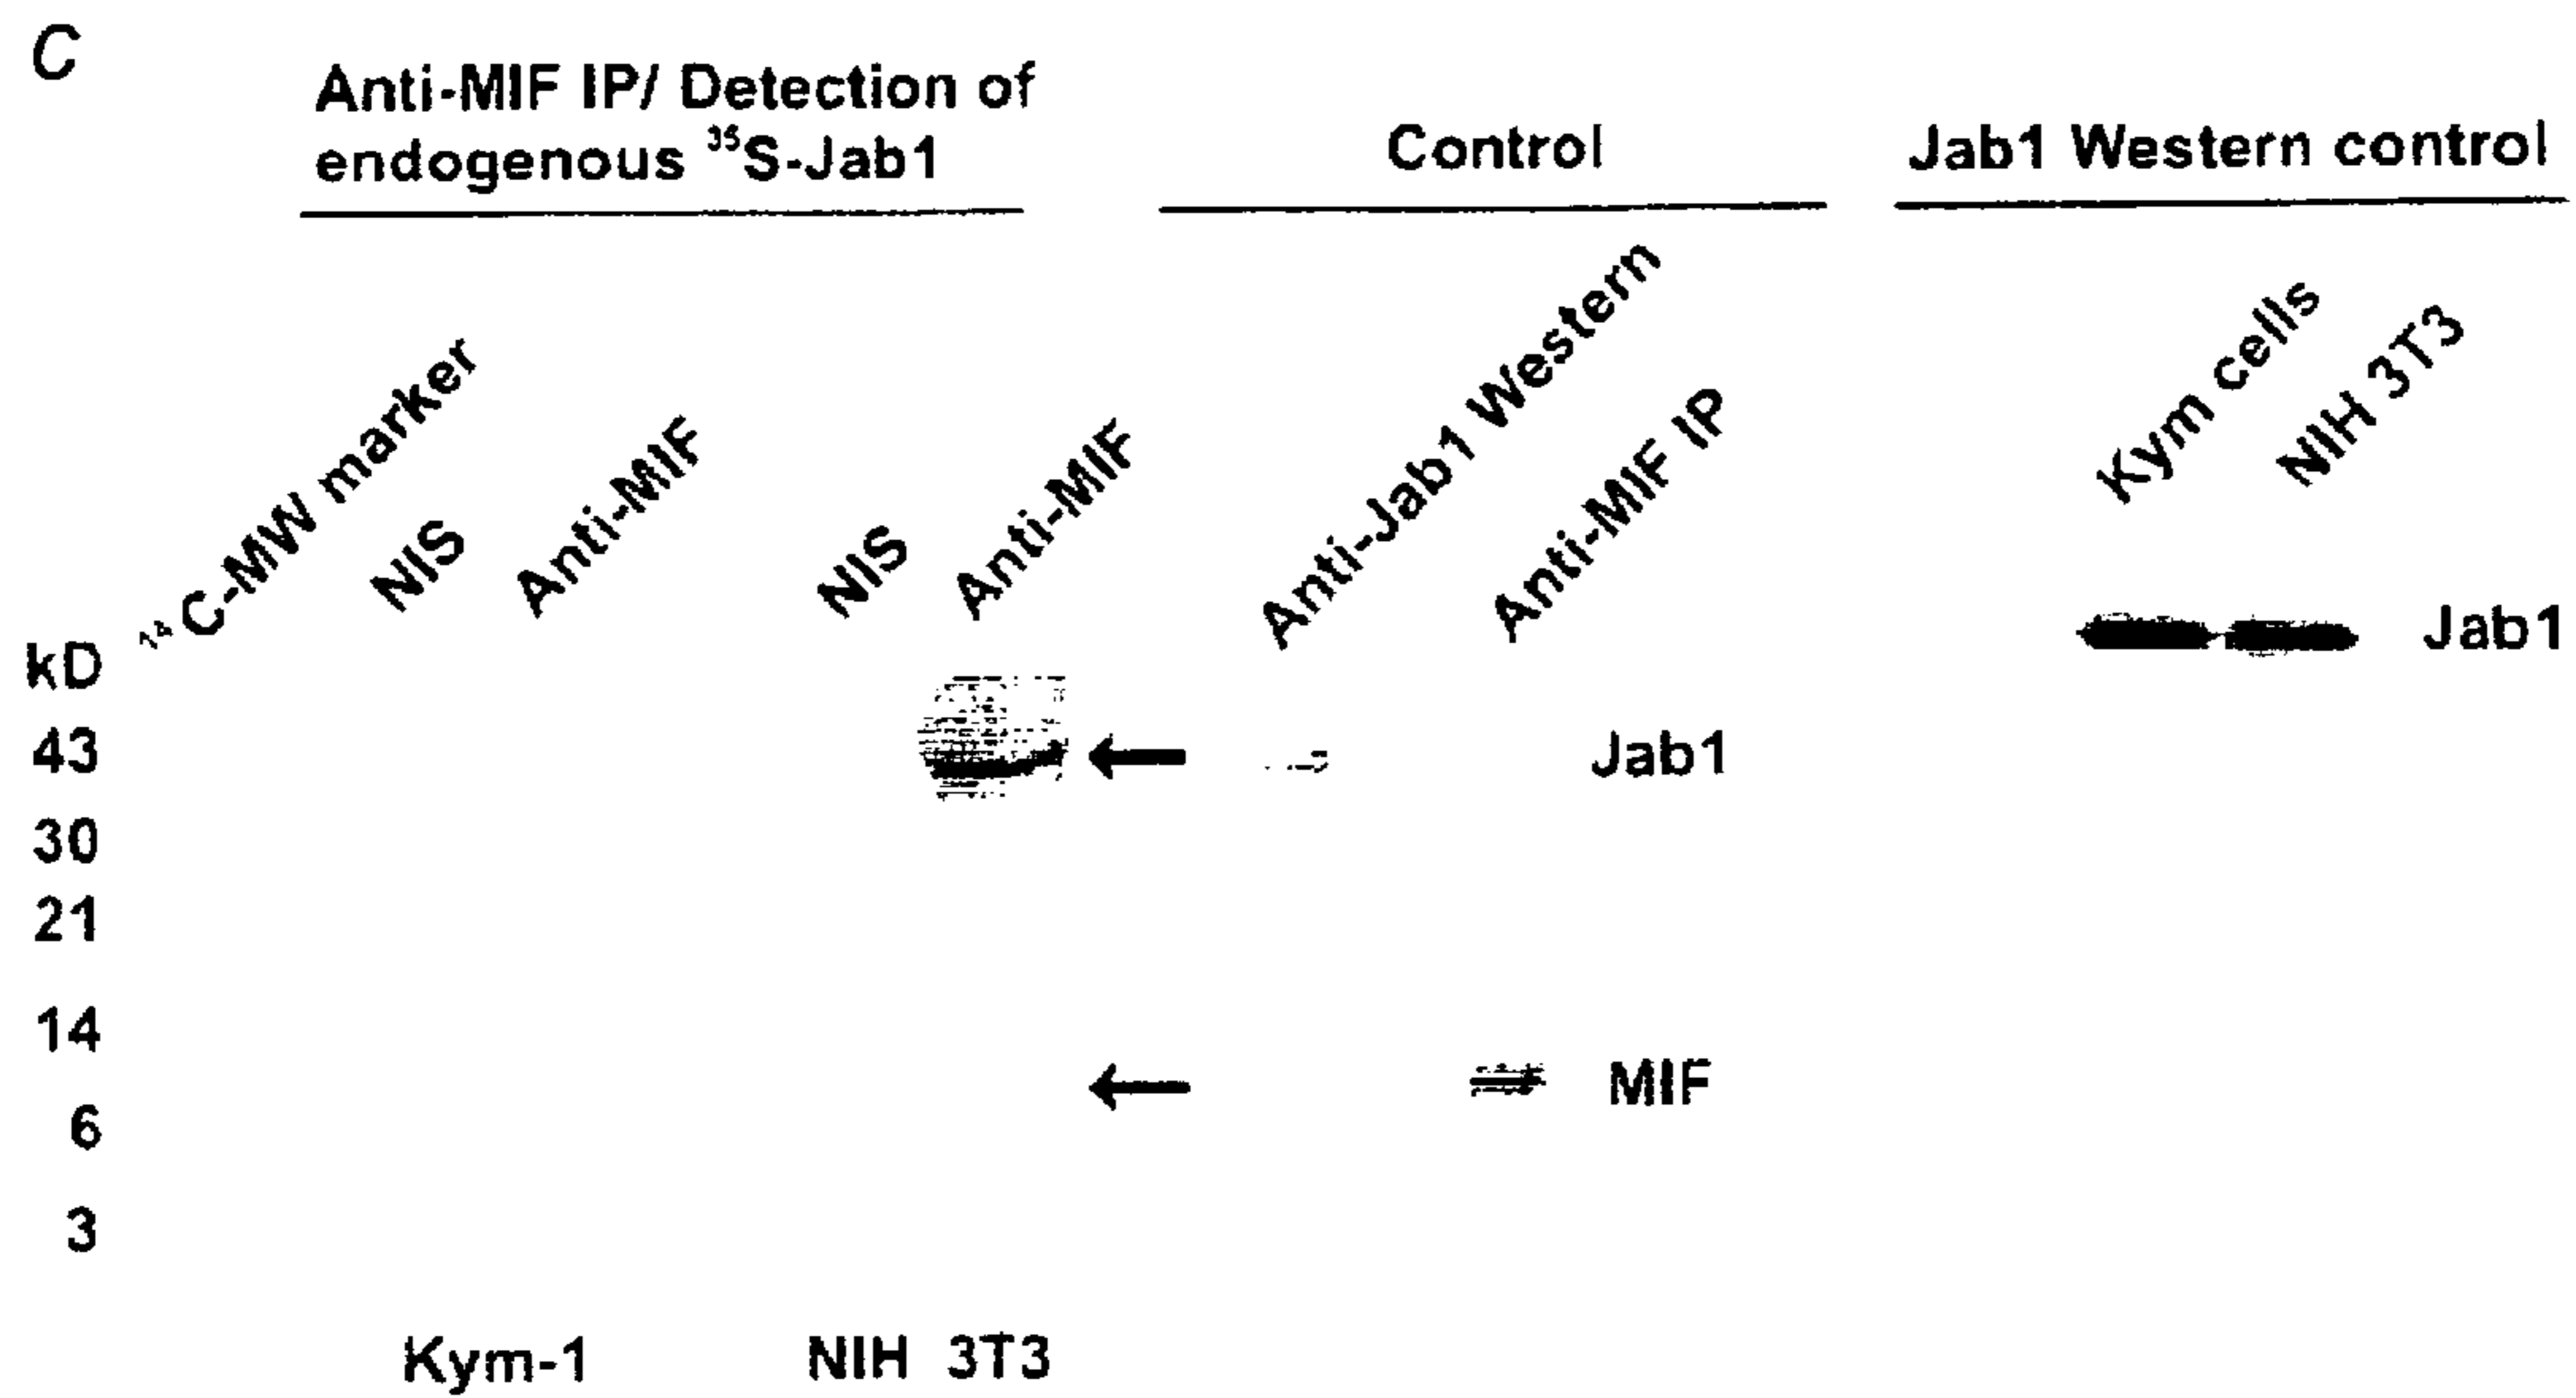 C
Anti-MIF IP/ Detection of
endogenous ³⁵S-Jab1
Control
Jab1 Western control
¹⁴C-MW marker
NIS
Anti-MIF
NIS
Anti-MIF
Anti-Jab1 Western
Anti-MIF IP
Kym cells
NIH 3T3
kD
Jab1
43
Jab1
30
21
14
MIF
6
3
Kym-1
NIH 3T3